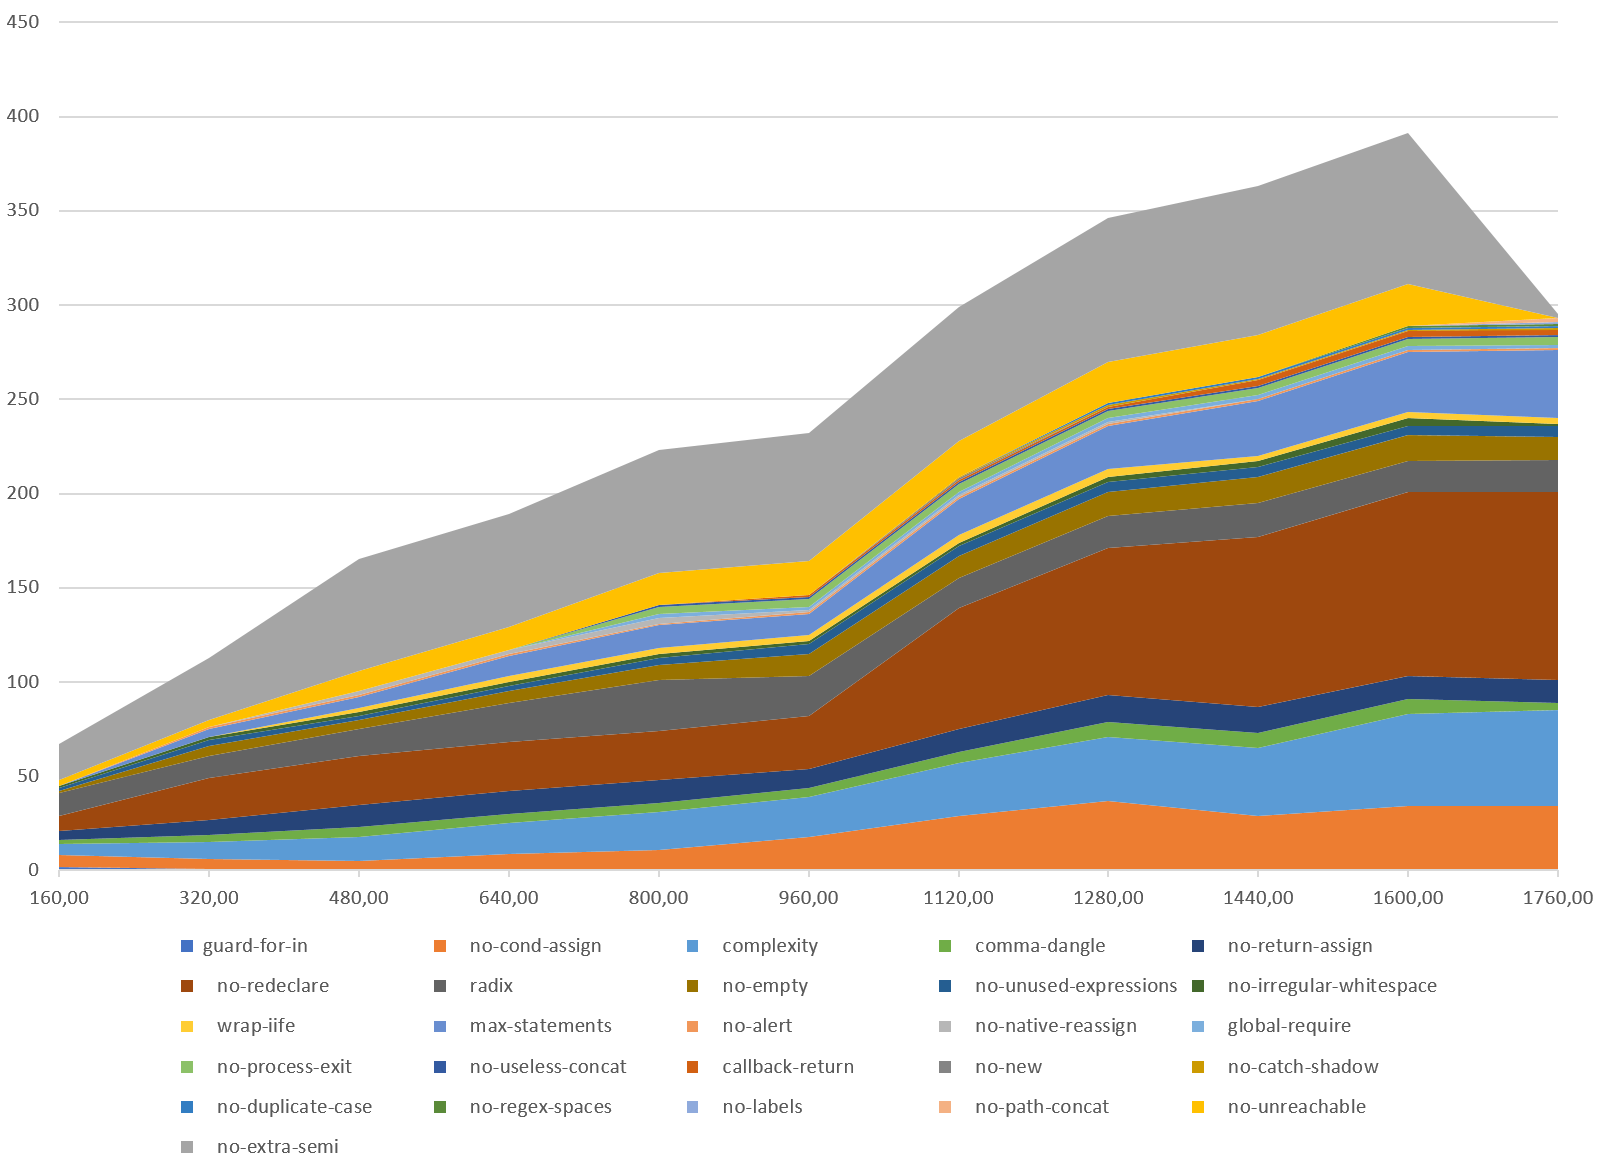 450
400
350
300
250
200
150
100
50
0
160,00 320,00 480,00 640,00 800,00 960,00 1120,00 1280,00 1440,00 1600,00 1760,00
guard-for-in no-cond-assign complexity comma-dangle no-return-assign
no-redeclare radix no-empty no-unused-expressions no-irregular-whitespace
wrap-iife max-statements no-alert no-native-reassign global-require
no-process-exit no-useless-concat callback-return no-new no-catch-shadow
no-duplicate-case no-regex-spaces no-labels no-path-concat no-unreachable
no-extra-semi